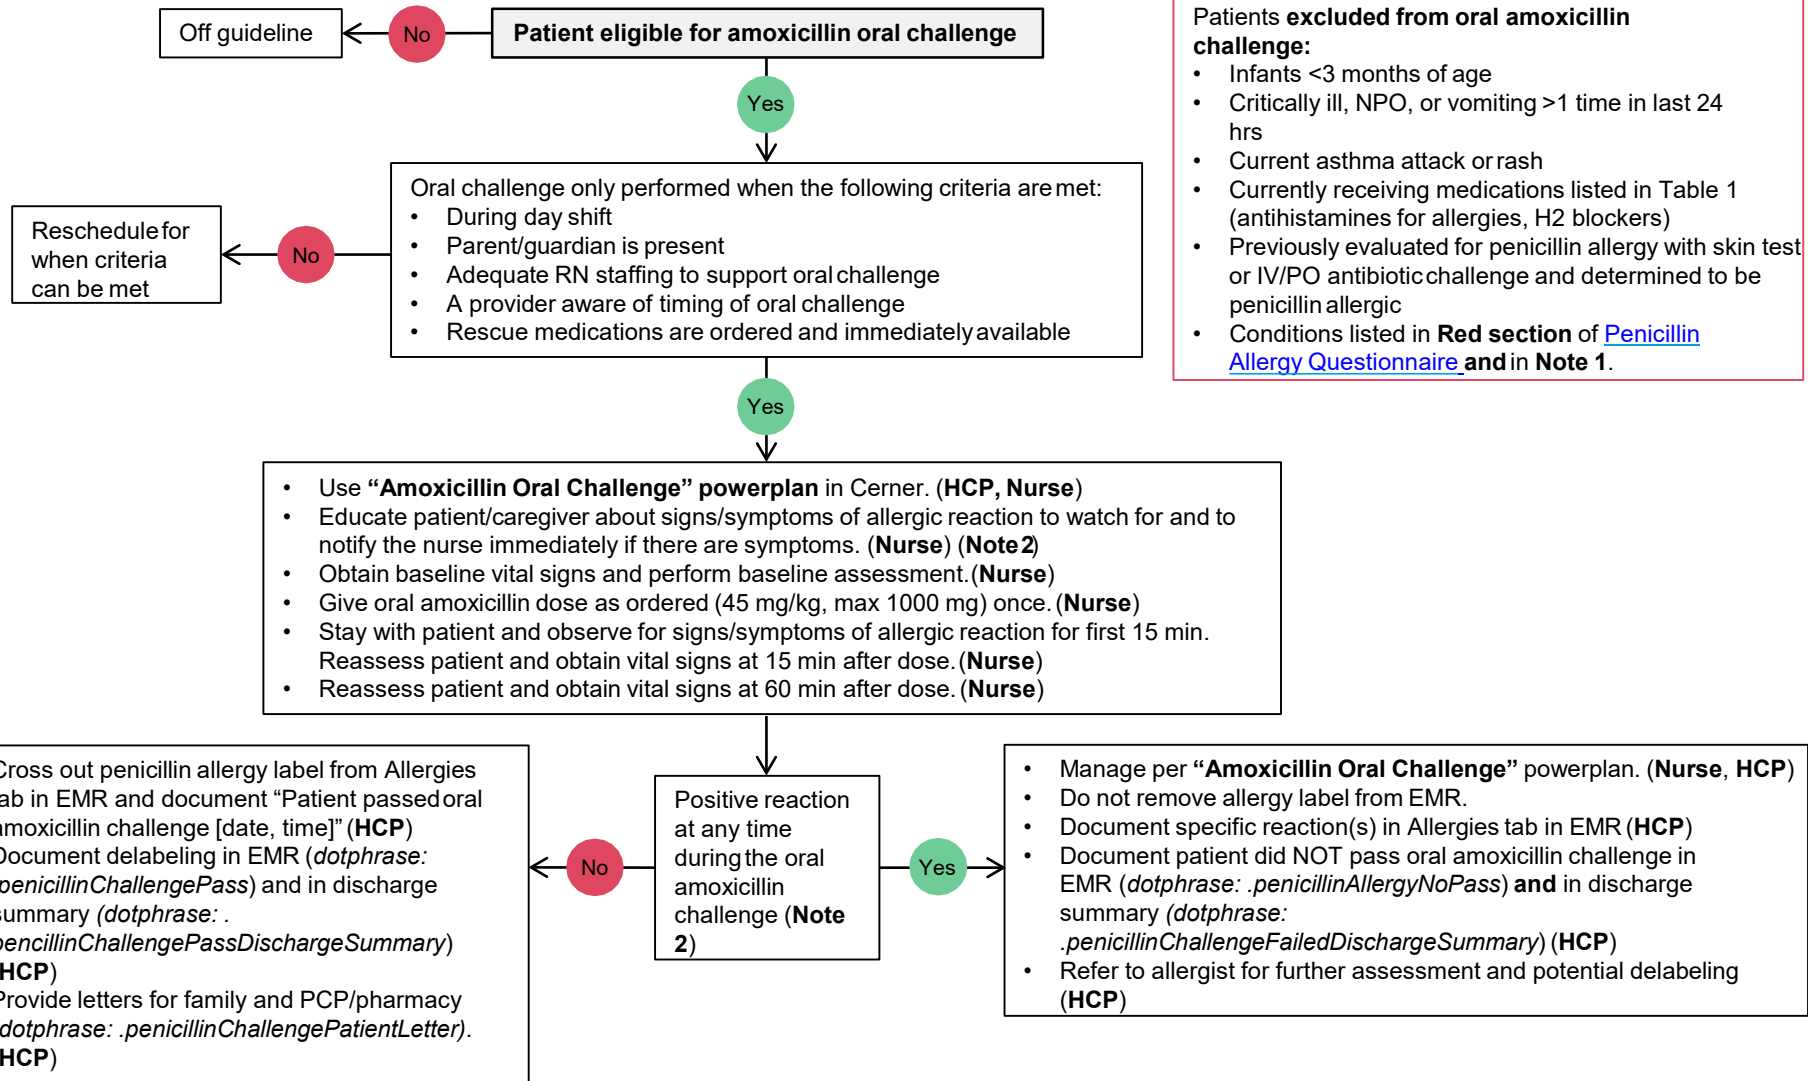 Off guideline
No
Patient eligible for amoxicillin oral challenge
Yes
Patients excluded from oral amoxicillin
challenge:
• Infants <3 months of age
• Critically ill, NPO, or vomiting >1 time in last 24
hrs
• Current asthma attack or rash
• Currently receiving medications listed in Table 1
(antihistamines for allergies, H2 blockers)
• Previously evaluated for penicillin allergy with skin test
or IV/PO antibiotic challenge and determined to be
penicillin allergic
• Conditions listed in Red section of Penicillin
Allergy Questionnaire and in Note 1.
Oral challenge only performed when the following criteria are met:
• During day shift
• Parent/guardian is present
• Adequate RN staffing to support oral challenge
• A provider aware of timing of oral challenge
• Rescue medications are ordered and immediately available
No
Reschedule for
when criteria
can be met
Yes
• Use “Amoxicillin Oral Challenge” powerplan in Cerner. (HCP, Nurse)
• Educate patient/caregiver about signs/symptoms of allergic reaction to watch for and to
notify the nurse immediately if there are symptoms. (Nurse) (Note 2)
• Obtain baseline vital signs and perform baseline assessment. (Nurse)
• Give oral amoxicillin dose as ordered (45 mg/kg, max 1000 mg) once. (Nurse)
• Stay with patient and observe for signs/symptoms of allergic reaction for first 15 min.
Reassess patient and obtain vital signs at 15 min after dose. (Nurse)
• Reassess patient and obtain vital signs at 60 min after dose. (Nurse)
Positive reaction
at any time
during the oral
amoxicillin
challenge (Note
2)
No
Cross out penicillin allergy label from Allergies
tab in EMR and document “Patient passed oral
amoxicillin challenge [date, time]” (HCP)
Document delabeling in EMR (dotphrase:
.penicillinChallengePass) and in discharge
summary (dotphrase: .
pencillinChallengePassDischargeSummary)
(HCP)
Provide letters for family and PCP/pharmacy
(dotphrase: .penicillinChallengePatientLetter).
(HCP)
Yes
• Manage per “Amoxicillin Oral Challenge” powerplan. (Nurse, HCP)
• Do not remove allergy label from EMR.
• Document specific reaction(s) in Allergies tab in EMR (HCP)
• Document patient did NOT pass oral amoxicillin challenge in
EMR (dotphrase: .penicillinAllergyNoPass) and in discharge
summary (dotphrase:
.penicillinChallengeFailedDischargeSummary) (HCP)
• Refer to allergist for further assessment and potential delabeling
(HCP)